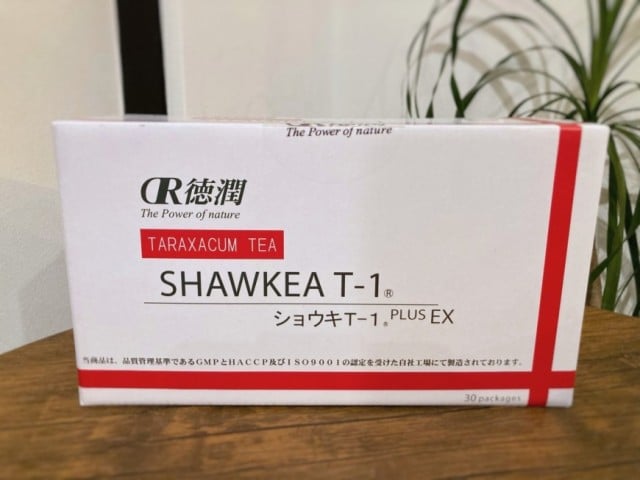 The Power of nature
徳潤
The Power of nature
TARAXACUM TEA
SHAWKEA T-1®
ショウキT-1® PLUS EX
当商品は、品質管理基準であるGMPとHACCP及びISO9001の認定を受けた自社工場にて製造されております。
30packages